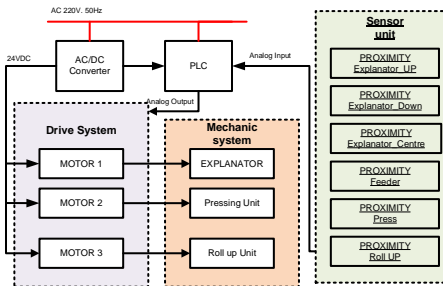 AC 220V. 50Hz
24VDC
AC/DC
Converter
PLC
Analog Input
Analog Output
Drive System
MOTOR 1
MOTOR 2
MOTOR 3
Mechanic
system
EXPLANATOR
Pressing Unit
Roll up Unit
Sensor
unit
PROXIMITY
Explanator_UP
PROXIMITY
Explanator_Down
PROXIMITY
Explanator_Centre
PROXIMITY
Feeder
PROXIMITY
Press
PROXIMITY
Roll UP